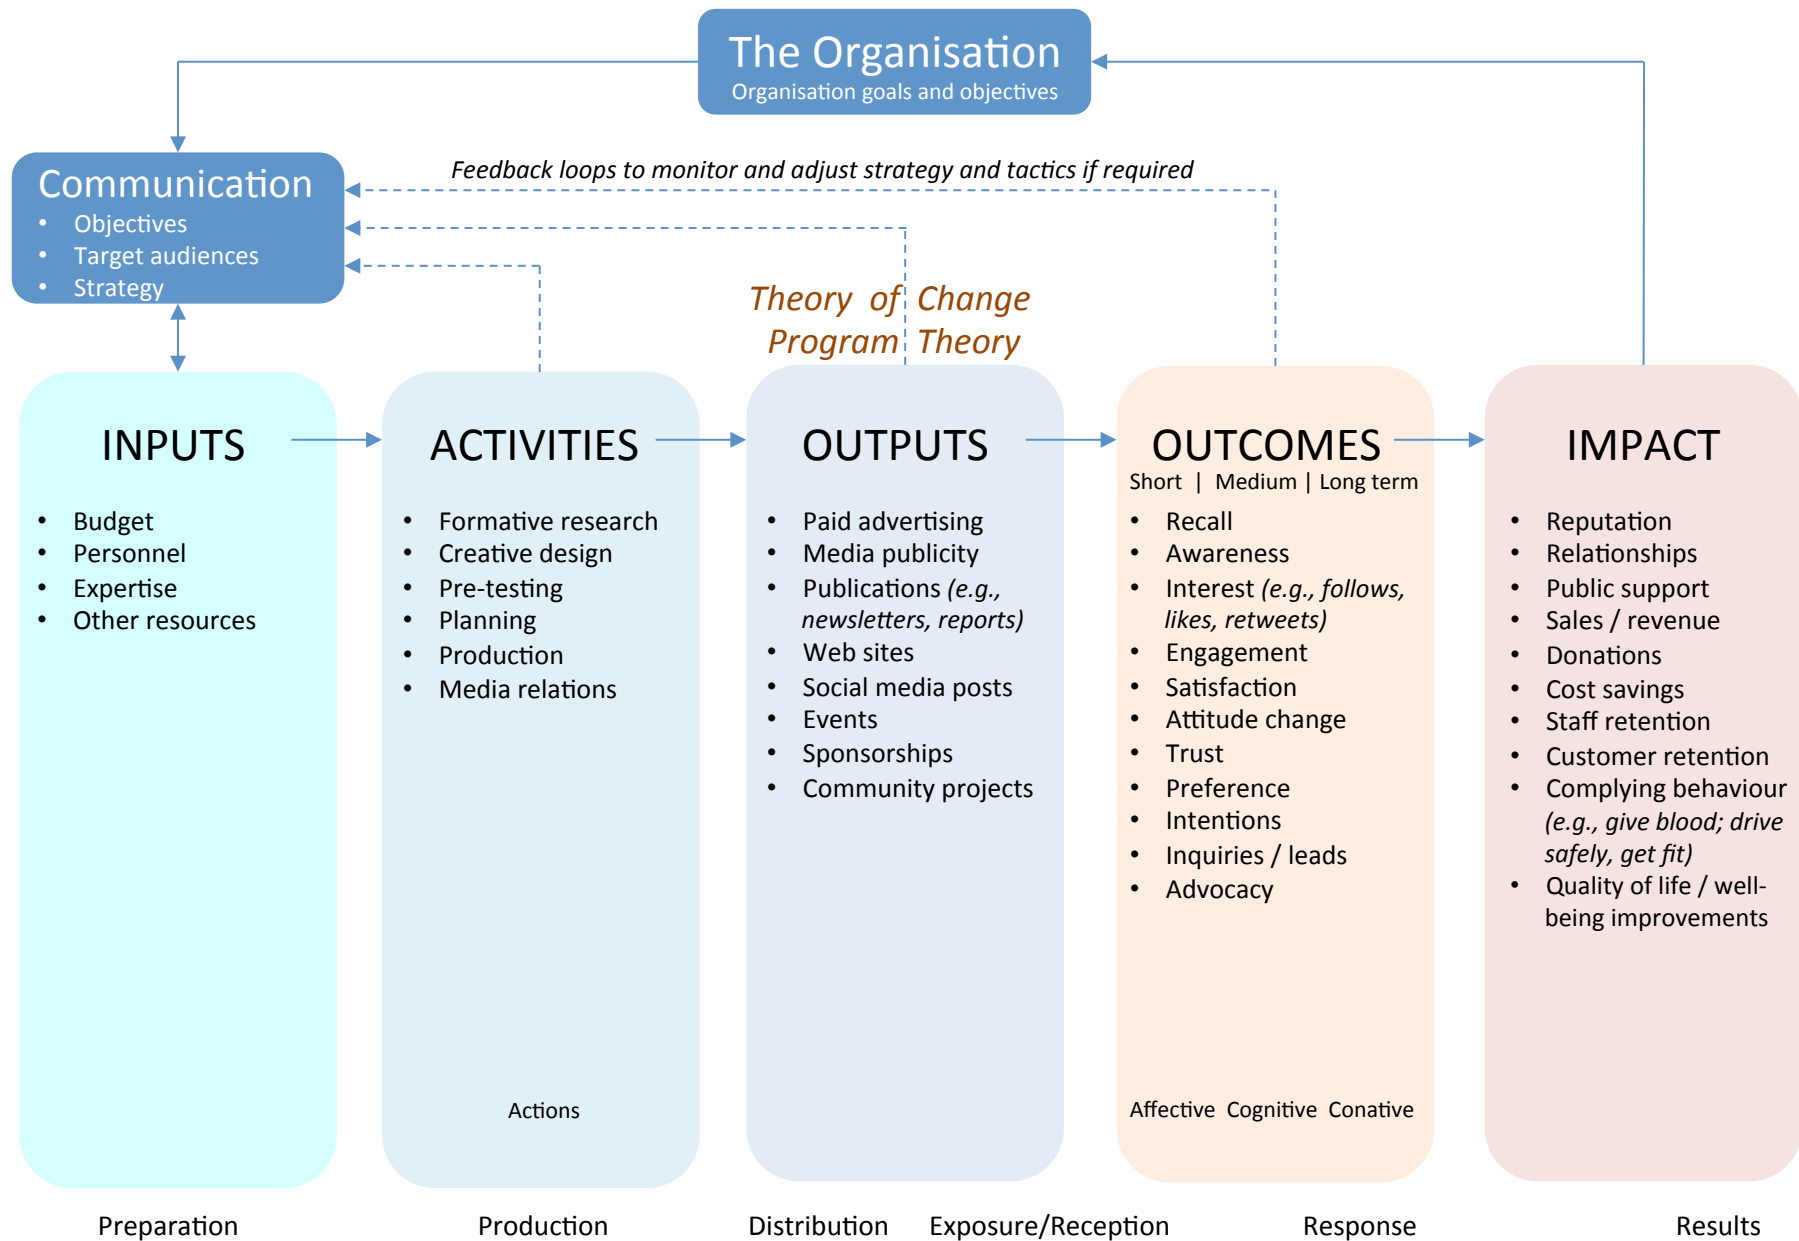 The Organisation
Organisation goals and objectives
Communication
• Objectives
• Target audiences
• Strategy
Feedback loops to monitor and adjust strategy and tactics if required
Theory of Change
Program Theory
INPUTS
• Budget
• Personnel
• Expertise
• Other resources
ACTIVITIES
• Formative research
• Creative design
• Pre-testing
• Planning
• Production
• Media relations
Actions
OUTPUTS
• Paid advertising
• Media publicity
• Publications (e.g.,
newsletters, reports)
• Web sites
• Social media posts
• Events
• Sponsorships
• Community projects
OUTCOMES
Short | Medium | Long term
• Recall
• Awareness
• Interest (e.g., follows,
likes, retweets)
• Engagement
• Satisfaction
• Attitude change
• Trust
• Preference
• Intentions
• Inquiries / leads
• Advocacy
Affective Cognitive Conative
IMPACT
• Reputation
• Relationships
• Public support
• Sales / revenue
• Donations
• Cost savings
• Staff retention
• Customer retention
• Complying behaviour
(e.g., give blood; drive
safely, get fit)
• Quality of life / well-
being improvements
Preparation
Production
Distribution
Exposure/Reception
Response
Results